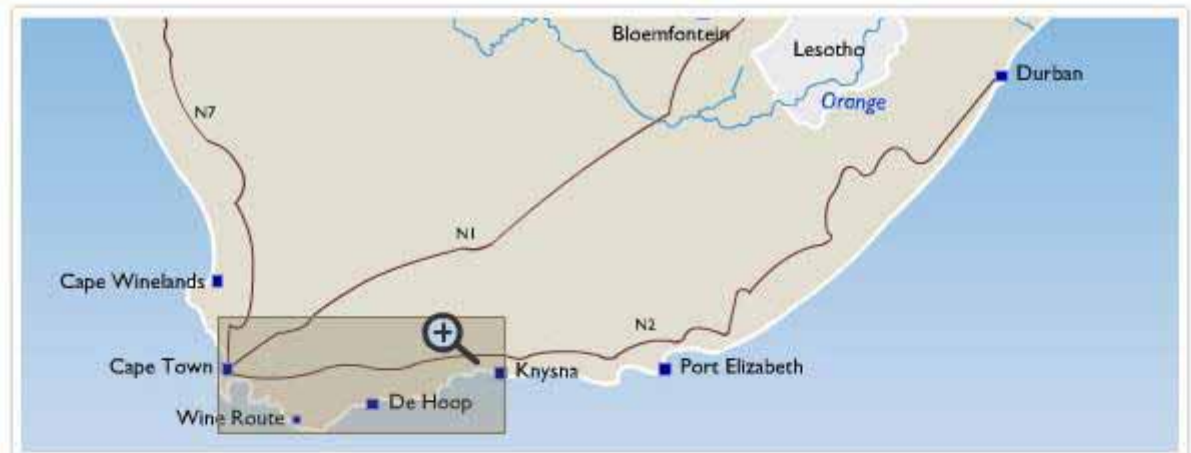 Bloemfontein
Lesotho
Durban
Orange
N7
N1
Cape Winelands
N2
Cape Town
Knysna
Port Elizabeth
De Hoop
Wine Route